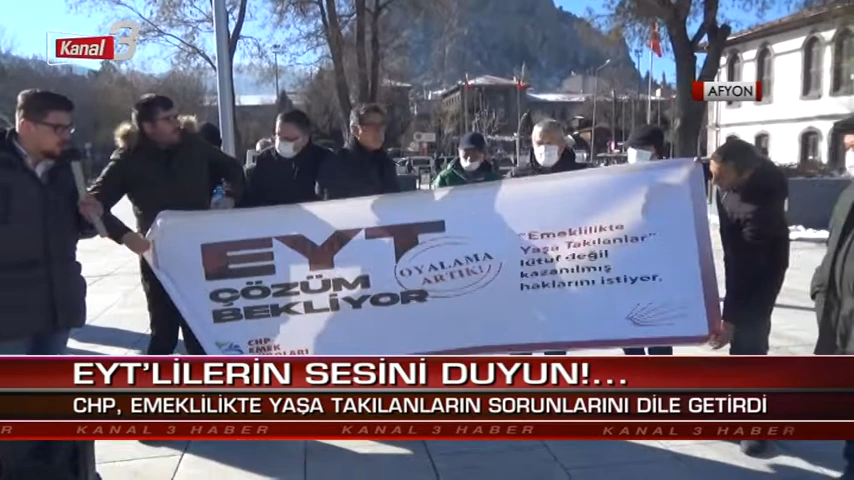 Kanal 3
AFYON
EYT
ÇÖZÜM
BEKLİYOR
OYALAMA
ARTIK!
"Emeklilikte
Yaşa Takılanlar"
lütuf değil
kazanılmış
haklarını istiyor.
CHP
EMEK
EYT'LİLERİN SESİNİ DUYUN!...
CHP, EMEKLİLİKTE YAŞA TAKILANLARIN SORUNLARINI DİLE GETİRDİ
KANAL 3 HABER KANAL 3 HABER KANAL 3 HABER